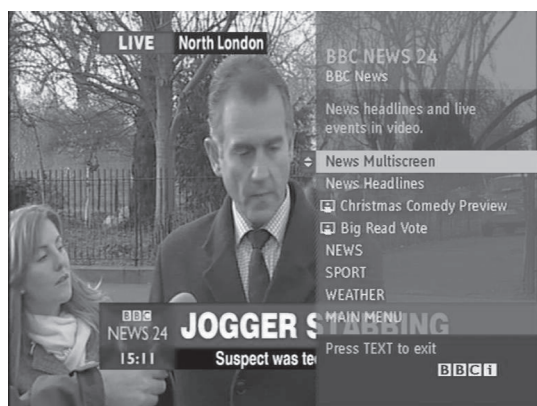 LIVE North London
BBC NEWS 24
BBC News
News headlines and live
events in video.
News Multiscreen
News Headlines
Christmas Comedy Preview
Big Read Vote
NEWS
SPORT
WEATHER
MAIN MENU
Press TEXT to exit
BBCi
BBC
NEWS 24
15:11
JOGGER STABBING
Suspect was